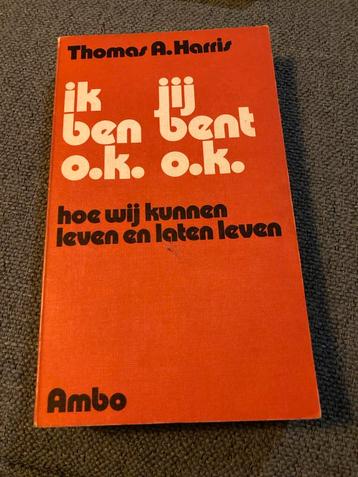 Thomas A. Harris
ik jij
ben bent
o.k. o.k.
hoe wij kunnen
leven en laten leven
Ambo